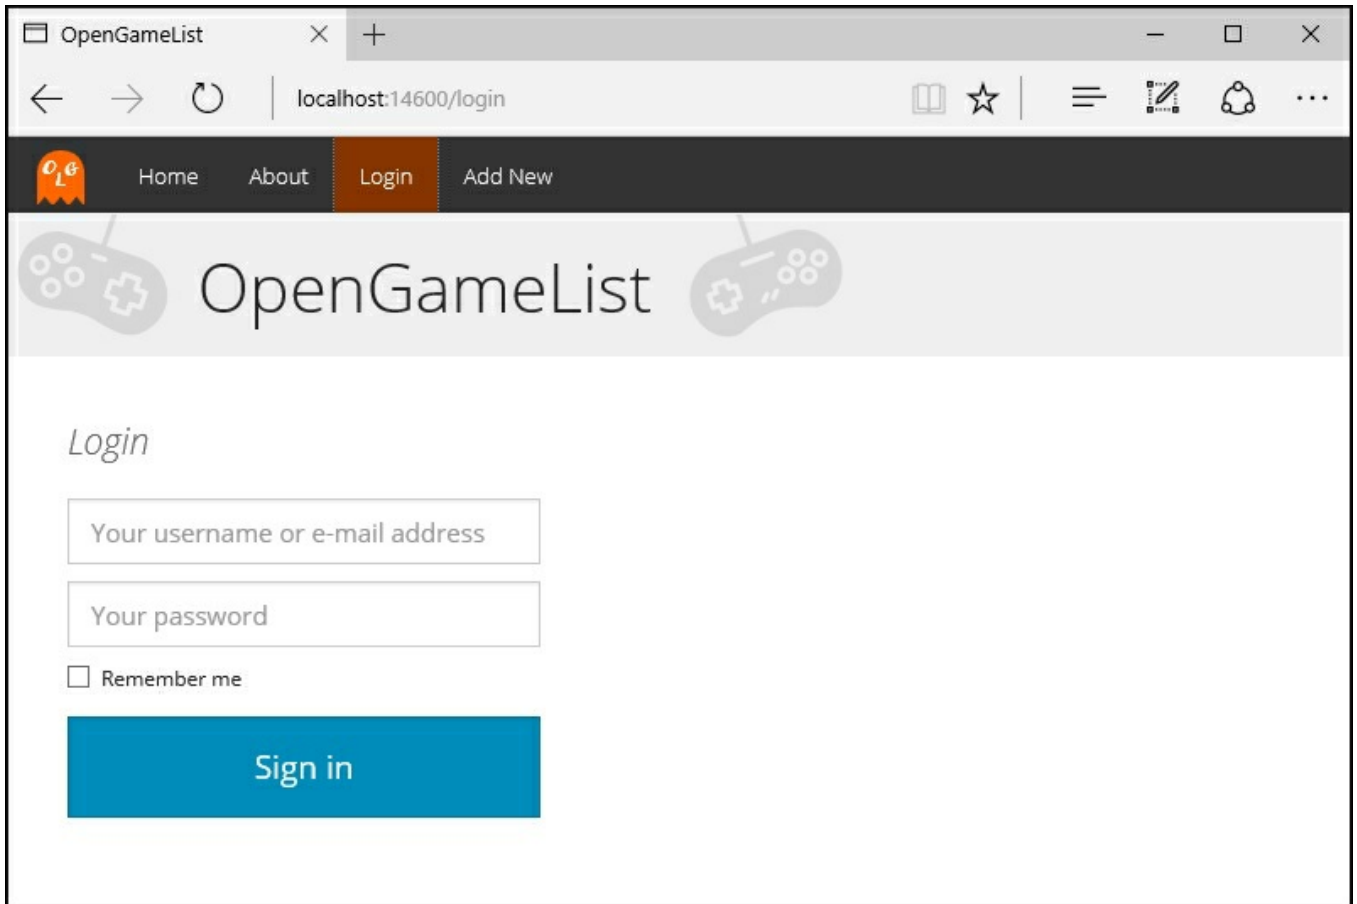 OpenGameList
localhost:14600/login
OLG Home About Login Add New
OpenGameList
Login
Your username or e-mail address
Your password
Remember me
Sign in